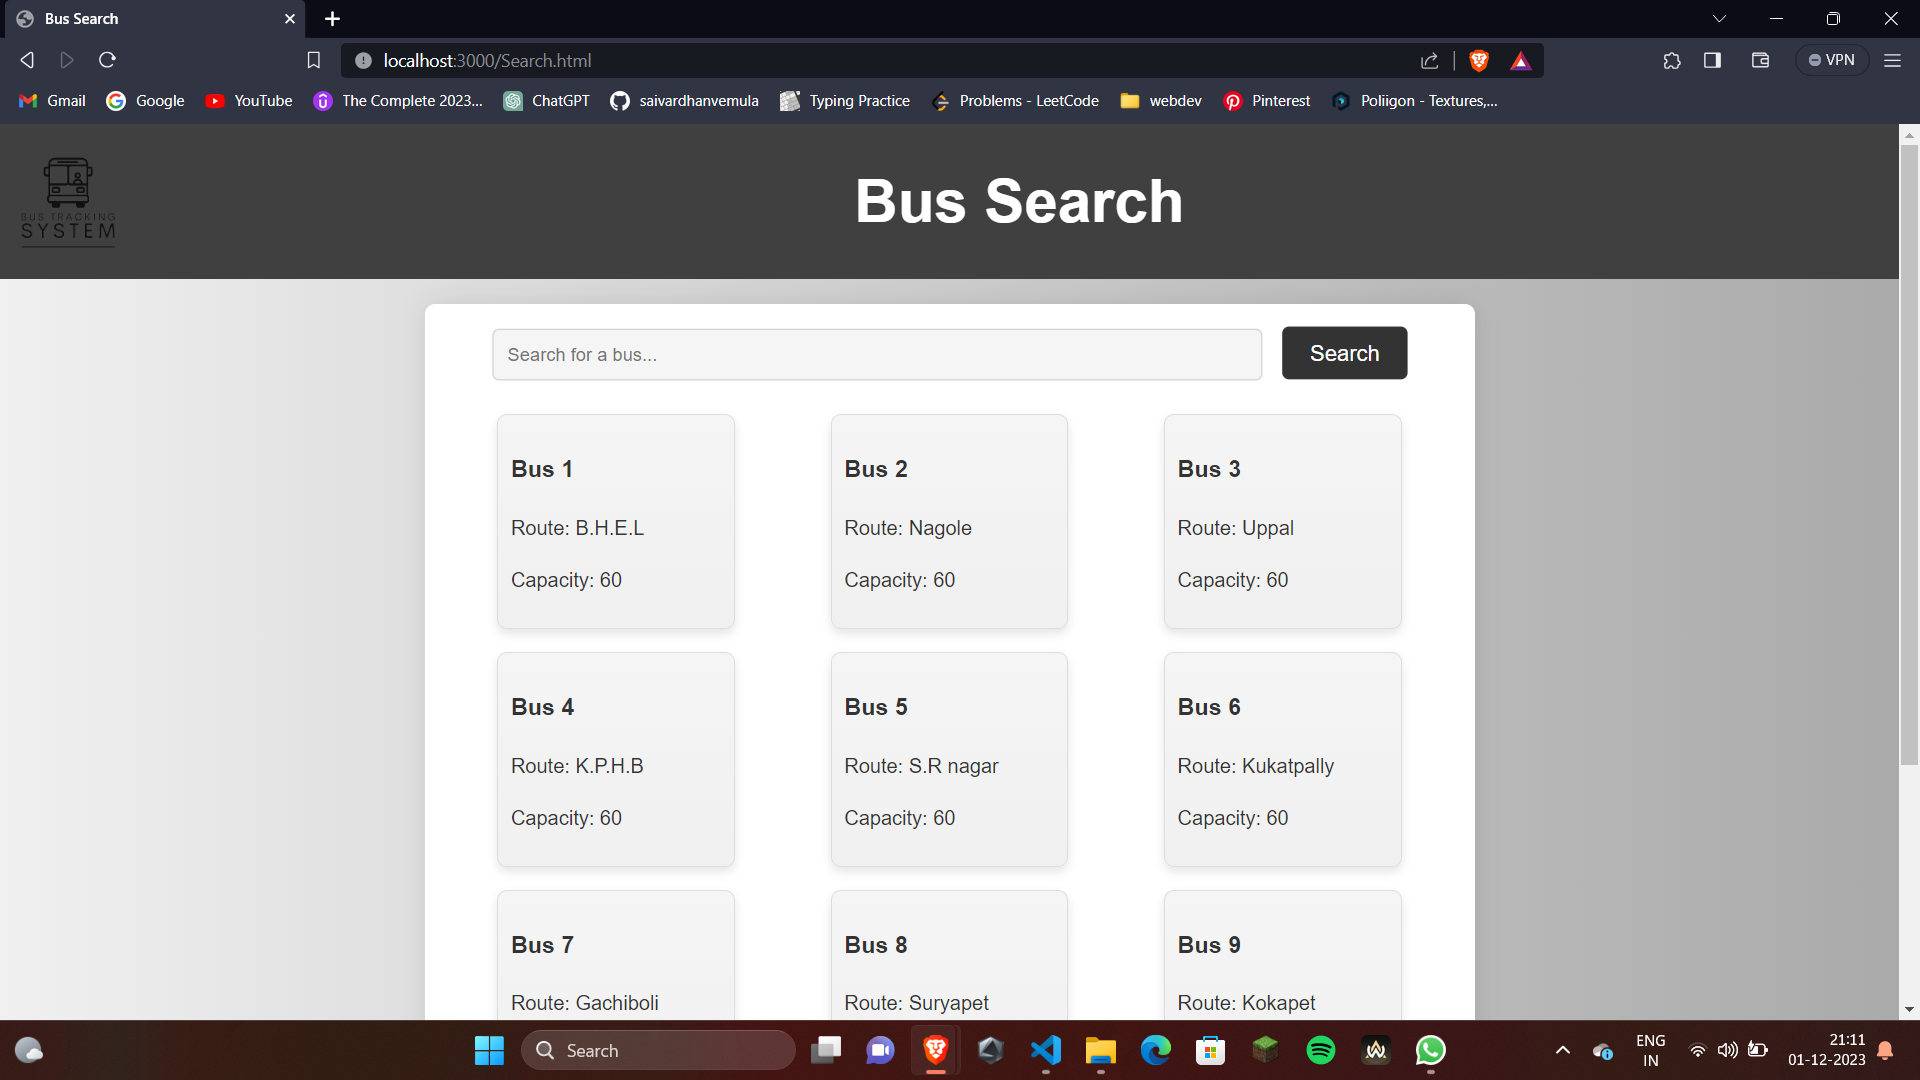 Bus Search
localhost:3000/Search.html
VPN
Gmail
Google
YouTube
The Complete 2023...
ChatGPT
saivardhanvemula
Typing Practice
Problems - LeetCode
webdev
Pinterest
Poliigon - Textures,...
BUS TRACKING
SYSTEM
Bus Search
Search for a bus...
Search
Bus 1
Route: B.H.E.L
Capacity: 60
Bus 2
Route: Nagole
Capacity: 60
Bus 3
Route: Uppal
Capacity: 60
Bus 4
Route: K.P.H.B
Capacity: 60
Bus 5
Route: S.R nagar
Capacity: 60
Bus 6
Route: Kukatpally
Capacity: 60
Bus 7
Route: Gachiboli
Bus 8
Route: Suryapet
Bus 9
Route: Kokapet
Search
ENG
IN
21:11
01-12-2023